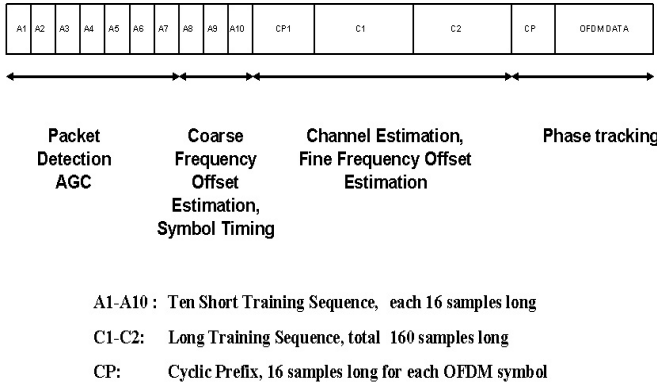 A1 A2 A3 A4 A5 A6 A7 A8 A9 A10 CP1 C1 C2 CP OFDM DATA
Packet
Detection
AGC
Coarse
Frequency
Offset
Estimation,
Symbol Timing
Channel Estimation,
Fine Frequency Offset
Estimation
Phase tracking
A1-A10 : Ten Short Training Sequence, each 16 samples long
C1-C2: Long Training Sequence, total 160 samples long
CP: Cyclic Prefix, 16 samples long for each OFDM symbol